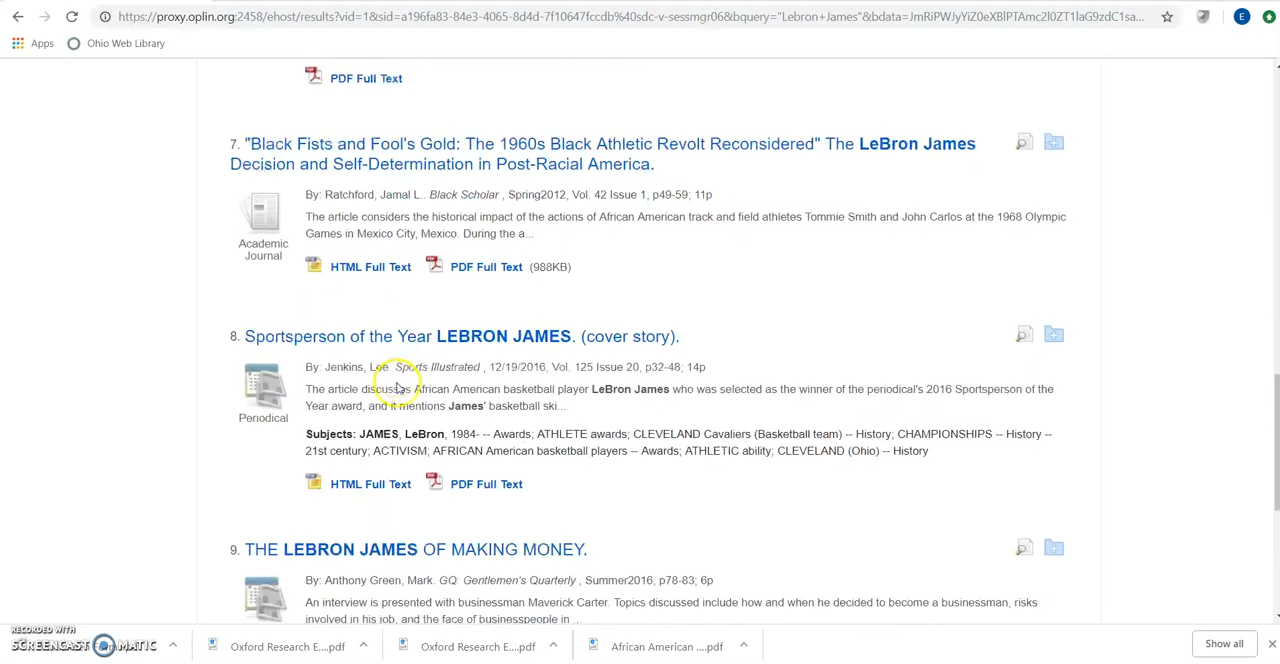 https://proxy.oplin.org:2458/ehost/results?vid=1&sid=a196fa83-84e3-4065-8d4d-7f10647fccdb%40sdc-v-sessmgr06&bquery="Lebron+James"&bdata=JmRiPWJyYiZ0eXBlPTAmc2l0ZT1laG9zdC1sa...
E
Apps
Ohio Web Library
PDF Full Text
7. "Black Fists and Fool's Gold: The 1960s Black Athletic Revolt Reconsidered" The LeBron James
Decision and Self-Determination in Post-Racial America.
By: Ratchford, Jamal L.. Black Scholar , Spring2012, Vol. 42 Issue 1, p49-59; 11p
The article considers the historical impact of the actions of African American track and field athletes Tommie Smith and John Carlos at the 1968 Olympic
Games in Mexico City, Mexico. During the a...
Academic
Journal
HTML Full Text
PDF Full Text (988KB)
8. Sportsperson of the Year LEBRON JAMES. (cover story).
By: Jenkins, Lee. Sports Illustrated , 12/19/2016, Vol. 125 Issue 20, p32-48; 14p
The article discusses African American basketball player LeBron James who was selected as the winner of the periodical's 2016 Sportsperson of the
Year award, and it mentions James' basketball ski...
Periodical
Subjects: JAMES, LeBron, 1984- -- Awards; ATHLETE awards; CLEVELAND Cavaliers (Basketball team) -- History; CHAMPIONSHIPS -- History --
21st century; ACTIVISM; AFRICAN American basketball players -- Awards; ATHLETIC ability; CLEVELAND (Ohio) -- History
HTML Full Text
PDF Full Text
9. THE LEBRON JAMES OF MAKING MONEY.
By: Anthony Green, Mark. GQ: Gentlemen's Quarterly , Summer2016, p78-83; 6p
An interview is presented with businessman Maverick Carter. Topics discussed include how and when he decided to become a businessman, risks
involved in his job, and the face of businesspeople in ...
RECORDED WITH
SCREENCAST MATIC
Oxford Research E....pdf
Oxford Research E....pdf
African American ....pdf
Show all